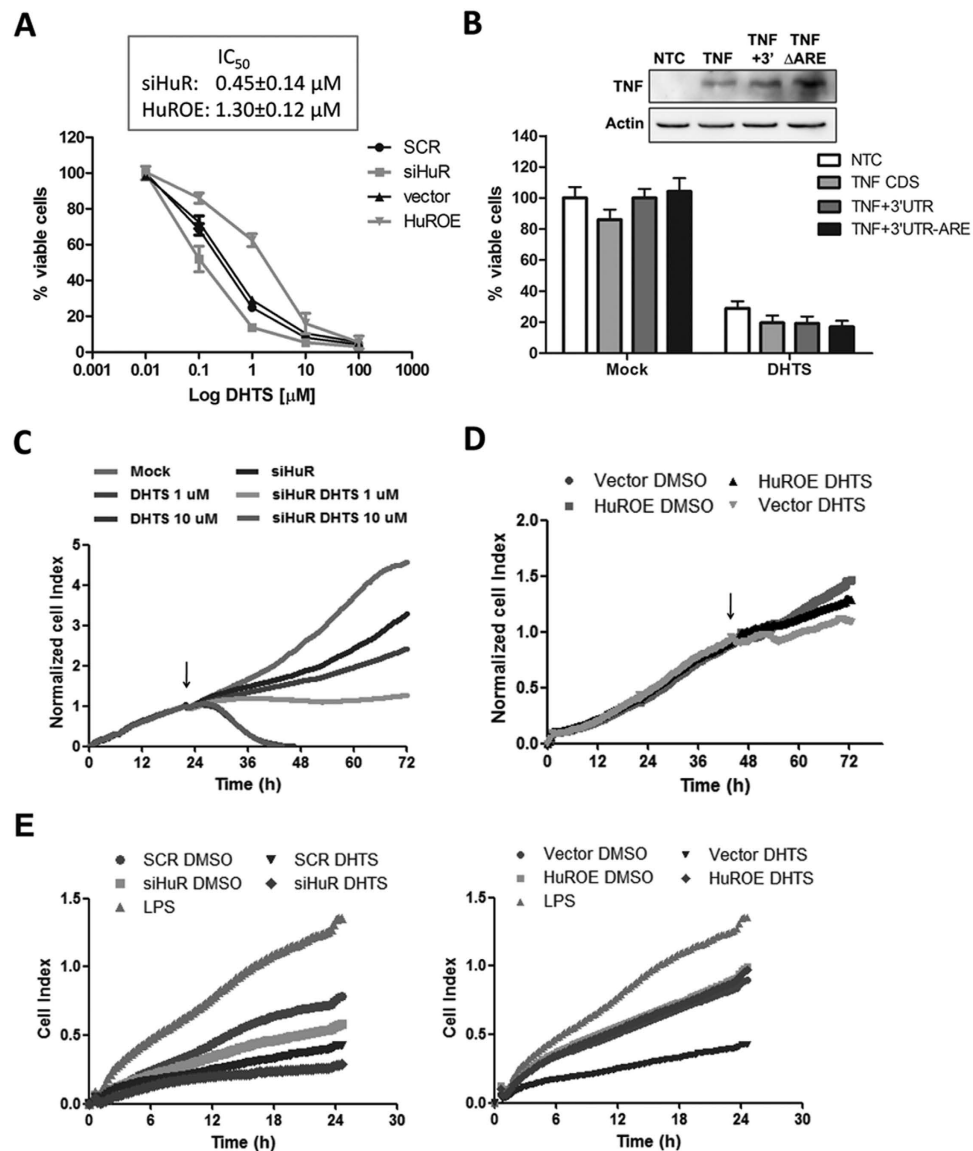 A
IC50
siHuR: 0.45±0.14 µM
HuROE: 1.30±0.12 µM
120
100
80
60
40
20
0
% viable cells
0.001 0.01 0.1 1 10 100 1000
Log DHTS [µM]
SCR
siHuR
vector
HuROE
B
NTC TNF TNF +3' TNF ΔARE
TNF
Actin
140
120
100
80
60
40
20
0
% viable cells
Mock DHTS
NTC
TNF CDS
TNF+3'UTR
TNF+3'UTR-ARE
C
Mock siHuR
DHTS 1 uM siHuR DHTS 1 uM
DHTS 10 uM siHuR DHTS 10 uM
5
4
3
2
1
0
Normalized cell Index
0 12 24 36 48 60 72
Time (h)
D
Vector DMSO HuROE DHTS
HuROE DMSO Vector DHTS
2.0
1.5
1.0
0.5
0.0
Normalized cell Index
0 12 24 36 48 60 72
Time (h)
E
SCR DMSO SCR DHTS
siHuR DMSO siHuR DHTS
LPS
1.5
1.0
0.5
0.0
Cell Index
0 6 12 18 24 30
Time (h)
Vector DMSO Vector DHTS
HuROE DMSO HuROE DHTS
LPS
1.5
1.0
0.5
0.0
Cell Index
0 6 12 18 24 30
Time (h)